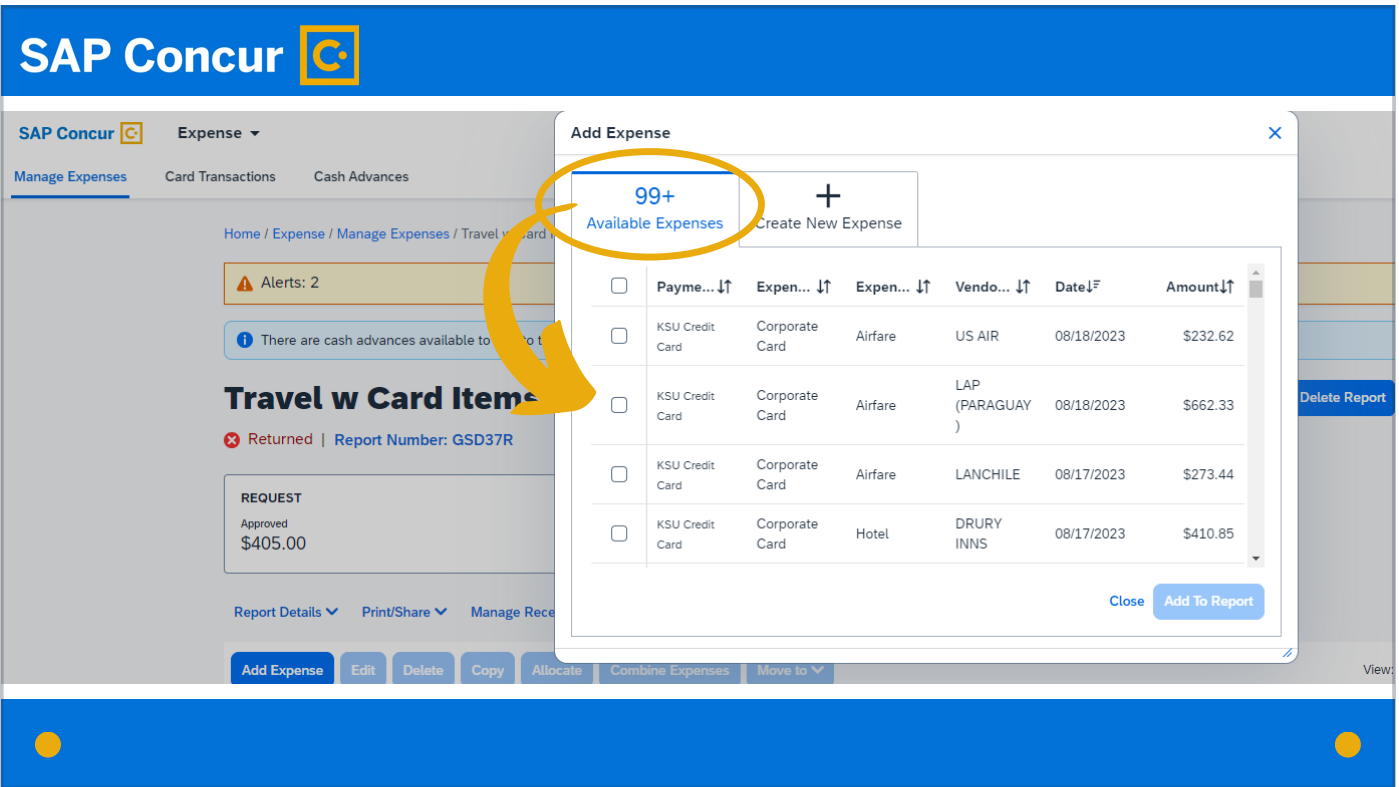 SAP Concur
SAP Concur
Expense
Manage Expenses
Card Transactions
Cash Advances
Home / Expense / Manage Expenses / Travel
Alerts: 2
There are cash advances available to
Travel w Card Items
Returned | Report Number: GSD37R
Delete Report
REQUEST
Approved
$405.00
Report Details
Print/Share
Manage Rece
Add Expense
Edit
Delete
Copy
Allocate
Combine Expenses
Move to
View:
Add Expense
99+
Available Expenses
Create New Expense
Payme... Expen... Expen... Vendo... Date Amount
KSU Credit Card Corporate Card Airfare US AIR 08/18/2023 $232.62
KSU Credit Card Corporate Card Airfare LAP (PARAGUAY) 08/18/2023 $662.33
KSU Credit Card Corporate Card Airfare LANCHILE 08/17/2023 $273.44
KSU Credit Card Corporate Card Hotel DRURY INNS 08/17/2023 $410.85
Close
Add To Report